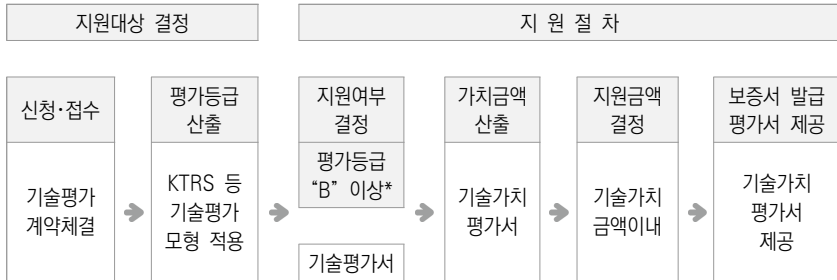 지원대상 결정
지 원 절 차
신청·접수
기술평가
계약체결
평가등급
산출
KTRS 등
기술평가
모형 적용
지원여부
결정
평가등급
“B” 이상*
기술평가서
가치금액
산출
기술가치
평가서
지원금액
결정
기술가치
금액이내
보증서 발급
평가서 제공
기술가치
평가서
제공